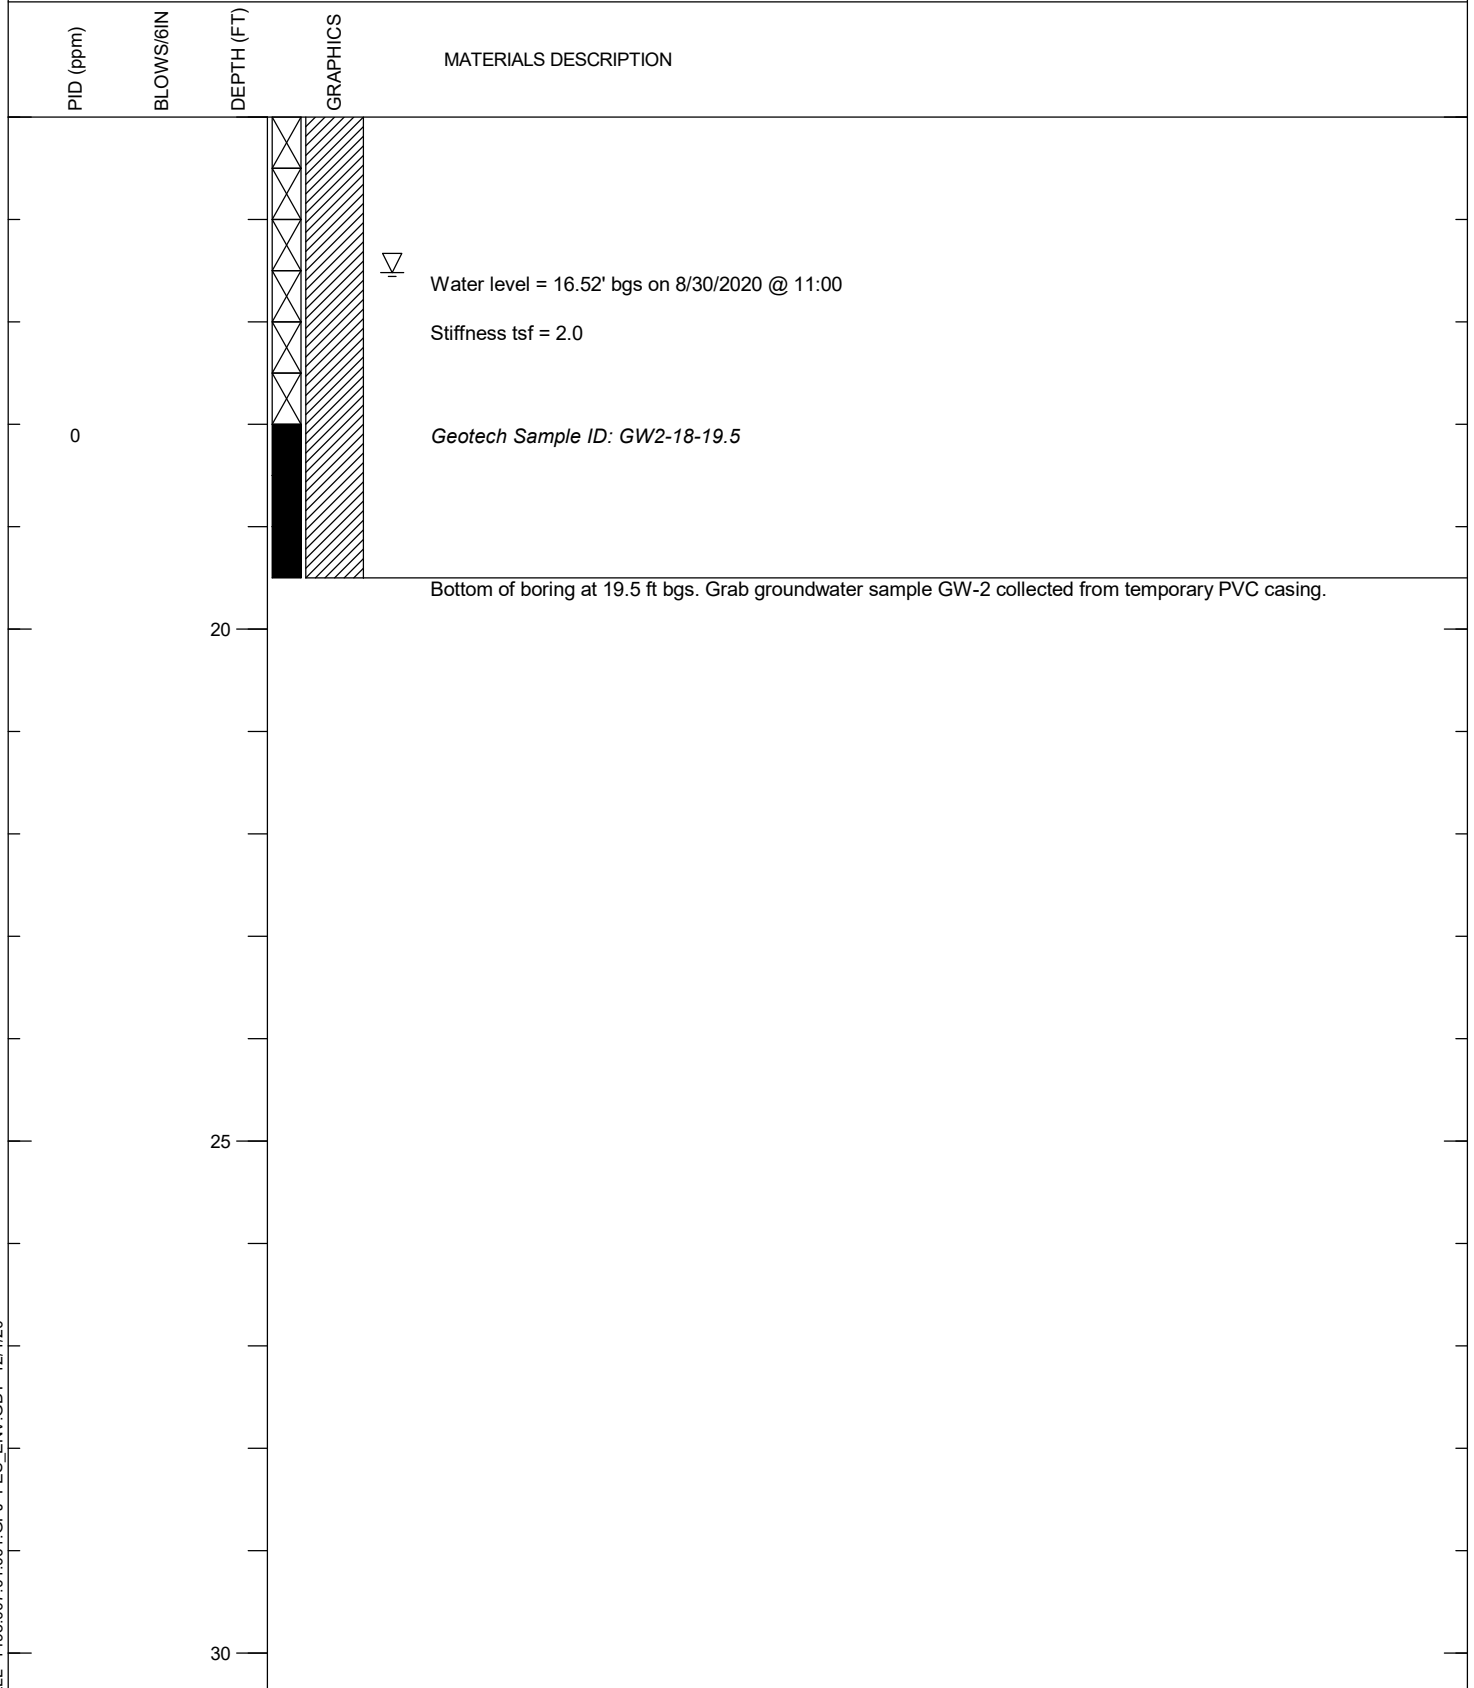 PID (ppm)
BLOWS/6IN
DEPTH (FT)
GRAPHICS
MATERIALS DESCRIPTION
Water level = 16.52' bgs on 8/30/2020 @ 11:00
Stiffness tsf = 2.0
0
Geotech Sample ID: GW2-18-19.5
Bottom of boring at 19.5 ft bgs. Grab groundwater sample GW-2 collected from temporary PVC casing.
20
25
30